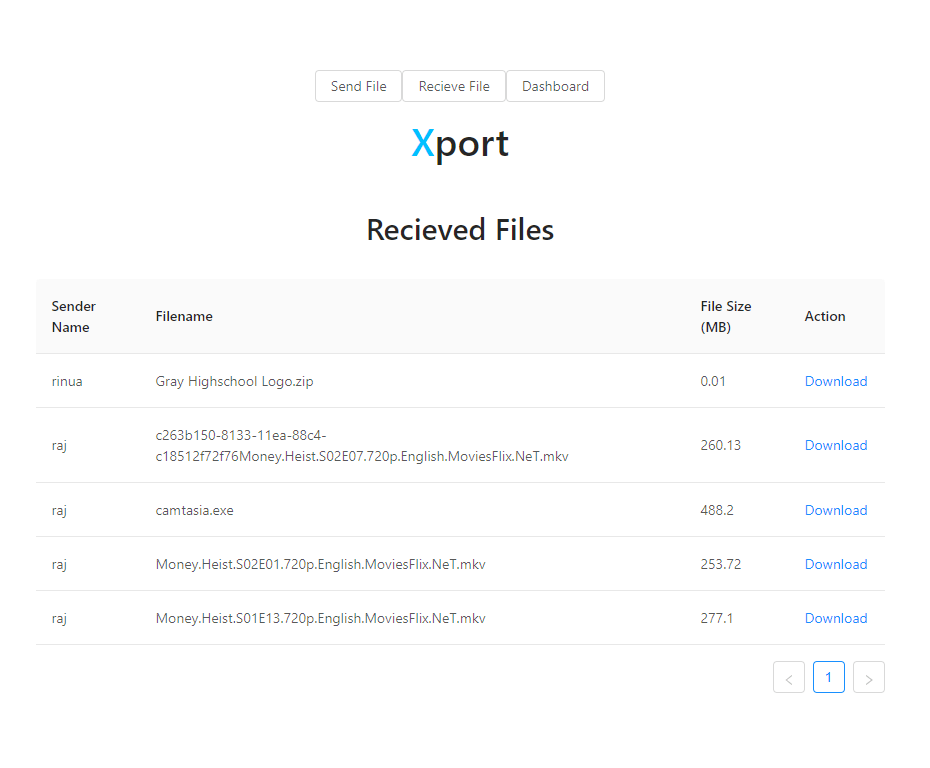 Send File Recieve File Dashboard
Xport
Recieved Files
Sender Name Filename File Size (MB) Action
rinua Gray Highschool Logo.zip 0.01 Download
raj c263b150-8133-11ea-88c4-
c18512f72f76Money.Heist.S02E07.720p.English.MoviesFlix.NeT.mkv 260.13 Download
raj camtasia.exe 488.2 Download
raj Money.Heist.S02E01.720p.English.MoviesFlix.NeT.mkv 253.72 Download
raj Money.Heist.S01E13.720p.English.MoviesFlix.NeT.mkv 277.1 Download
< 1 >